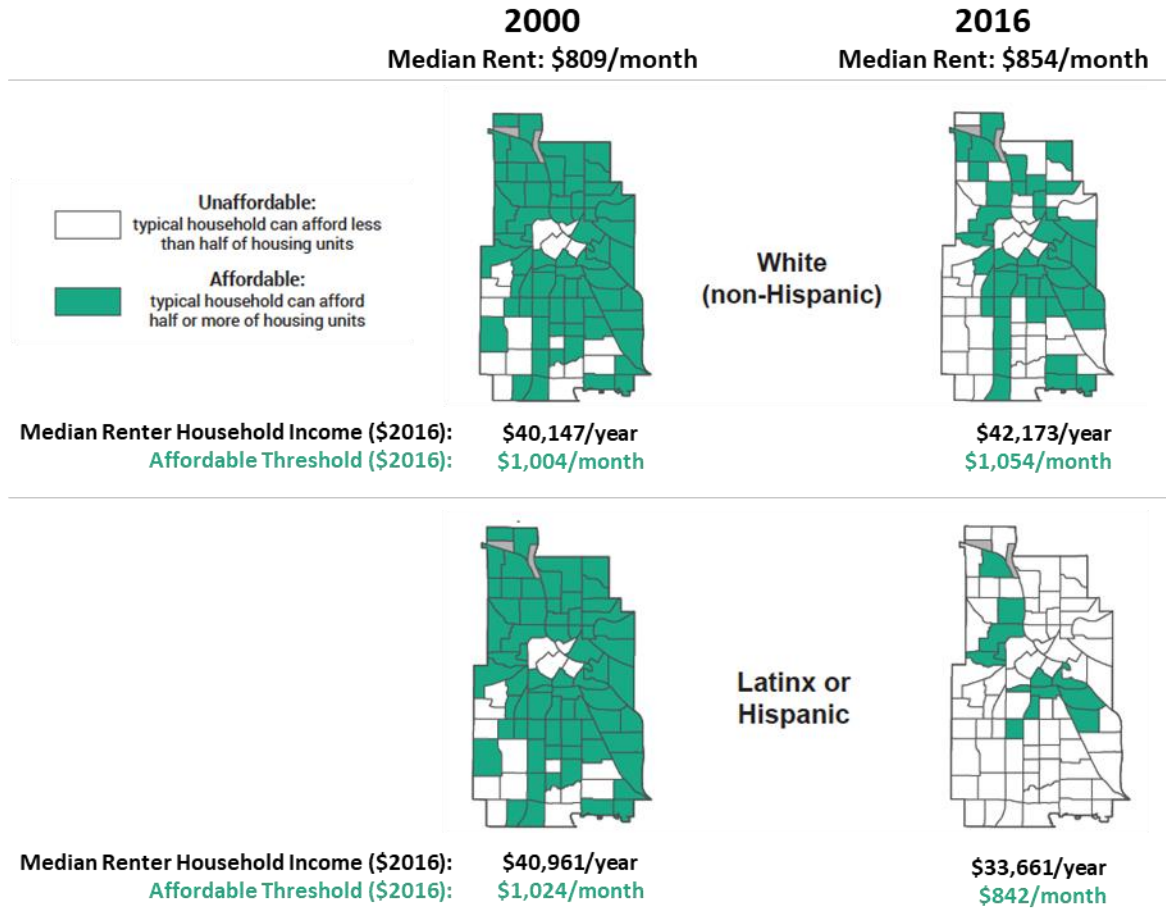 2000
Median Rent: $809/month
2016
Median Rent: $854/month
Unaffordable:
typical household can afford less
than half of housing units
Affordable:
typical household can afford
half or more of housing units
White
(non-Hispanic)
Median Renter Household Income ($2016):
$40,147/year
$42,173/year
Affordable Threshold ($2016):
$1,004/month
$1,054/month
Latinx or
Hispanic
Median Renter Household Income ($2016):
$40,961/year
$33,661/year
Affordable Threshold ($2016):
$1,024/month
$842/month